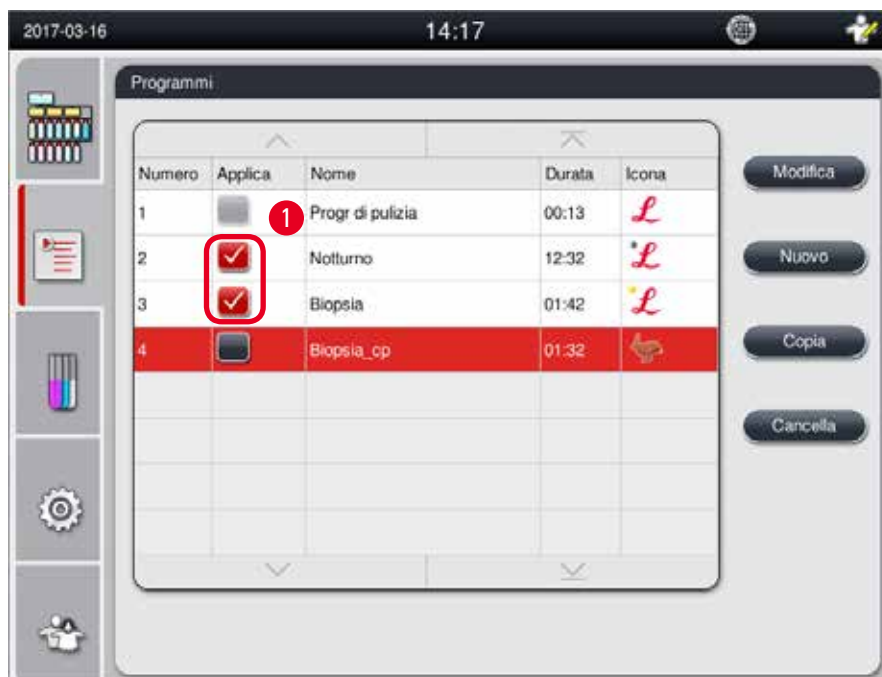 2017-03-16 14:17
Programmi
Numero Applica Nome Durata Icona
1 Progr di pulizia 00:13 L
2 Notturno 12:32 L
3 Biopsia 01:42 L
4 Biopsia_cp 01:32
1
Modifica
Nuovo
Copia
Cancella